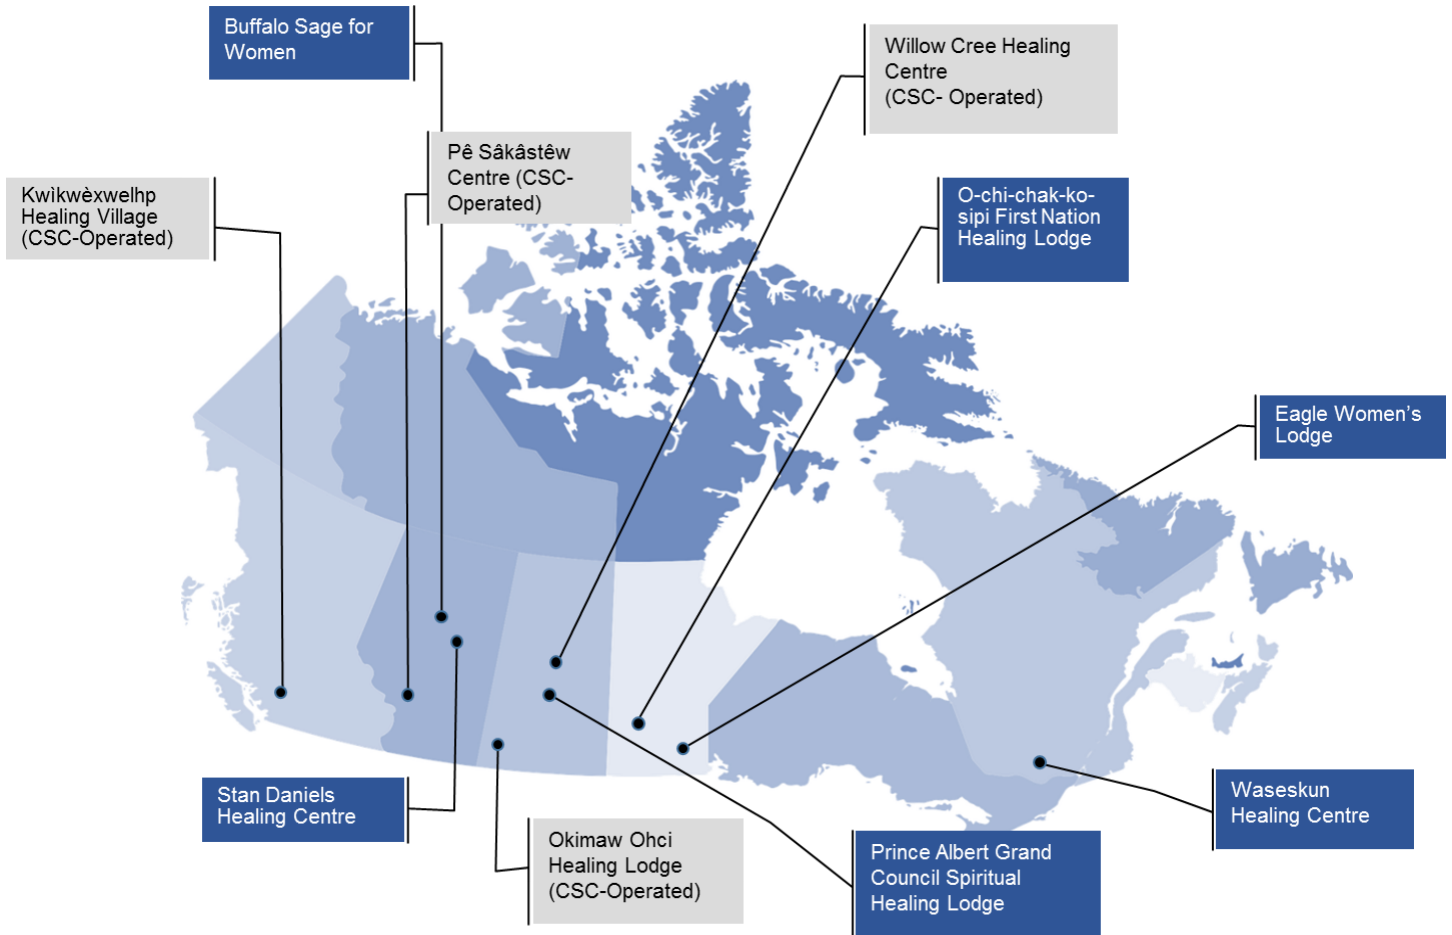 Buffalo Sage for
Women
Willow Cree Healing
Centre
(CSC- Operated)
Pê Sâkâstêw
Centre (CSC-
Operated)
Kwìkwèxwelhp
Healing Village
(CSC-Operated)
O-chi-chak-ko-
sipi First Nation
Healing Lodge
Eagle Women’s
Lodge
Stan Daniels
Healing Centre
Okimaw Ohci
Healing Lodge
(CSC-Operated)
Prince Albert Grand
Council Spiritual
Healing Lodge
Waseskun
Healing Centre